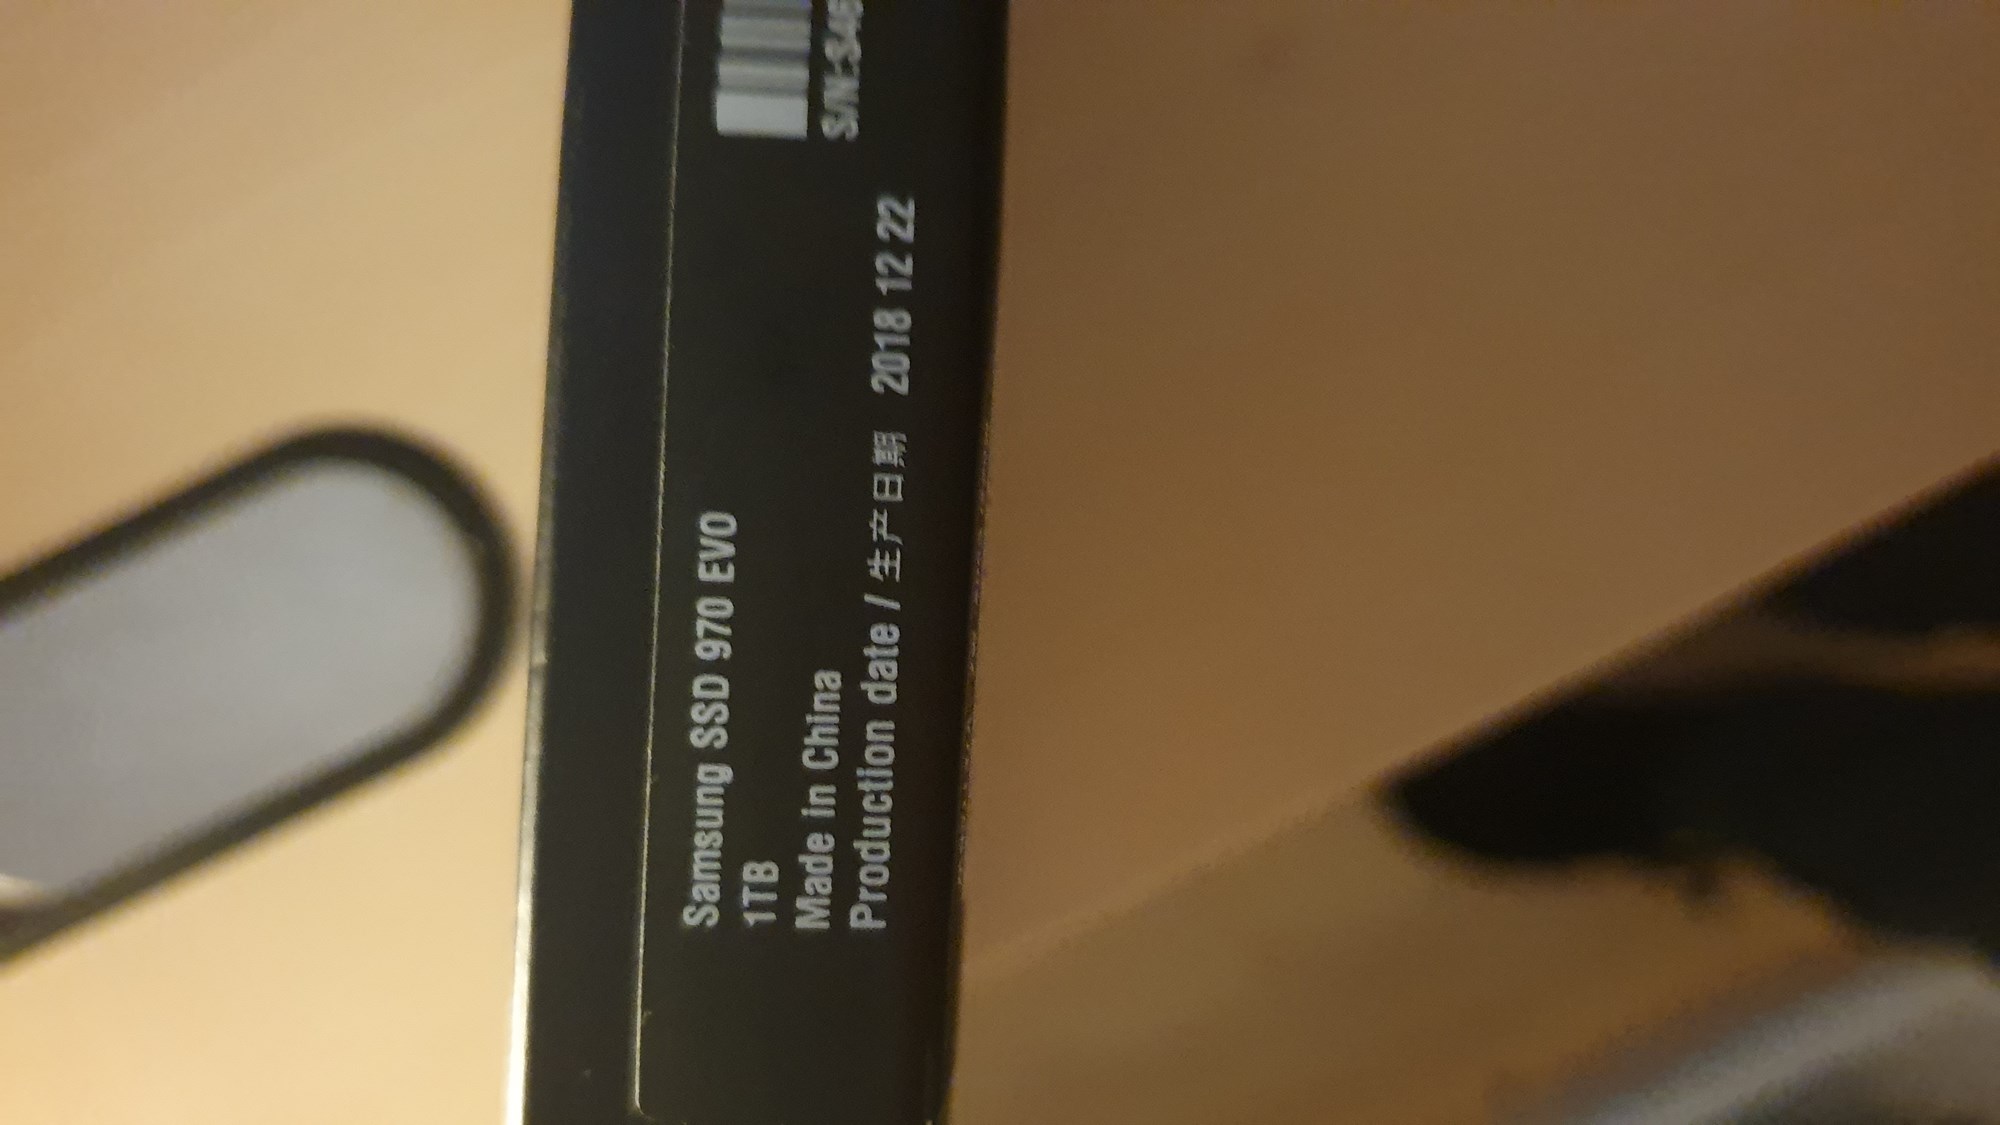 Samsung SSD 970 EVO
1TB
Made in China
Production date / 生产日期 2018 12 22